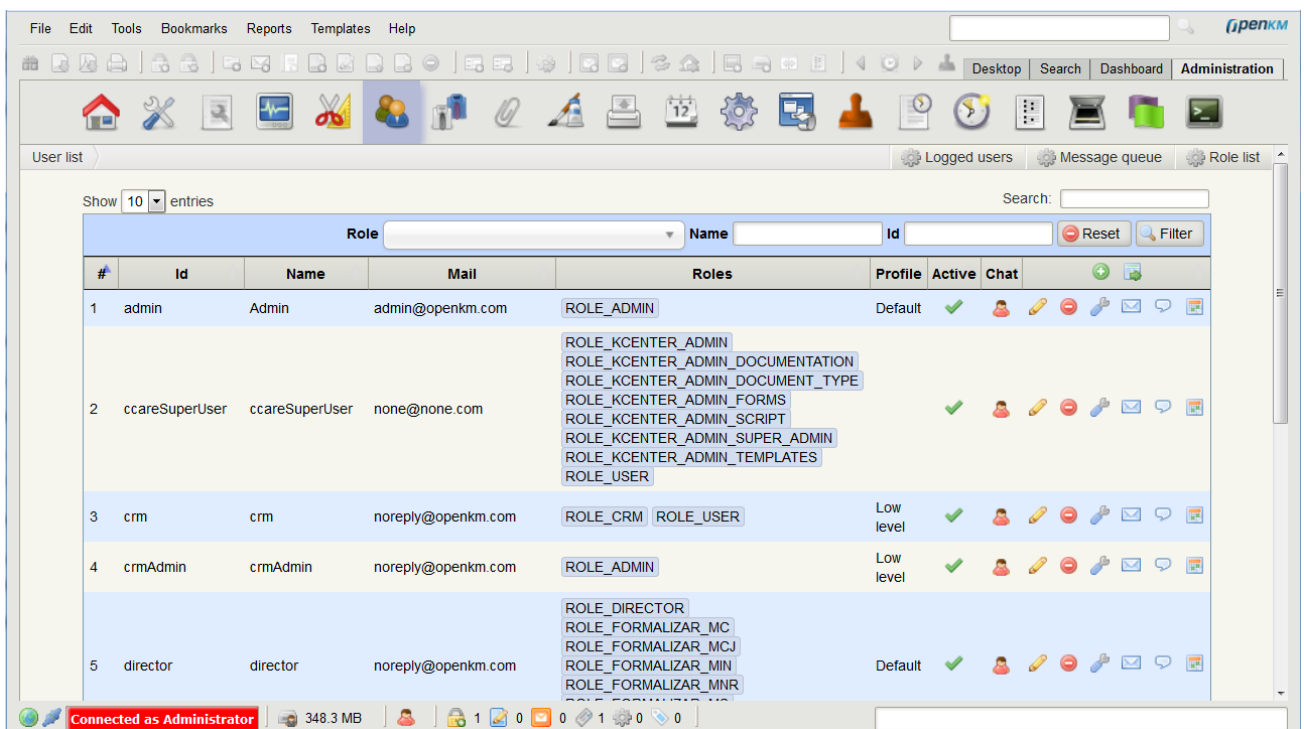 File Edit Tools Bookmarks Reports Templates Help
OpenKM
Desktop Search Dashboard Administration
12
User list Logged users Message queue Role list
Show 10 entries Search:
Role Name Id Reset Filter
# Id Name Mail Roles Profile Active Chat
1 admin Admin admin@openkm.com ROLE_ADMIN Default
ROLE_KCENTER_ADMIN
ROLE_KCENTER_ADMIN_DOCUMENTATION
ROLE_KCENTER_ADMIN_DOCUMENT_TYPE
ROLE_KCENTER_ADMIN_FORMS
2 ccareSuperUser ccareSuperUser none@none.com
ROLE_KCENTER_ADMIN_SCRIPT
ROLE_KCENTER_ADMIN_SUPER_ADMIN
ROLE_KCENTER_ADMIN_TEMPLATES
ROLE_USER
3 crm crm noreply@openkm.com ROLE_CRM ROLE_USER Low level
4 crmAdmin crmAdmin noreply@openkm.com ROLE_ADMIN Low level
ROLE_DIRECTOR
ROLE_FORMALIZAR_MC
ROLE_FORMALIZAR_MCJ
5 director director noreply@openkm.com ROLE_FORMALIZAR_MIN Default
ROLE_FORMALIZAR_MNR
Connected as Administrator 348.3 MB 1 0 0 1 0 0